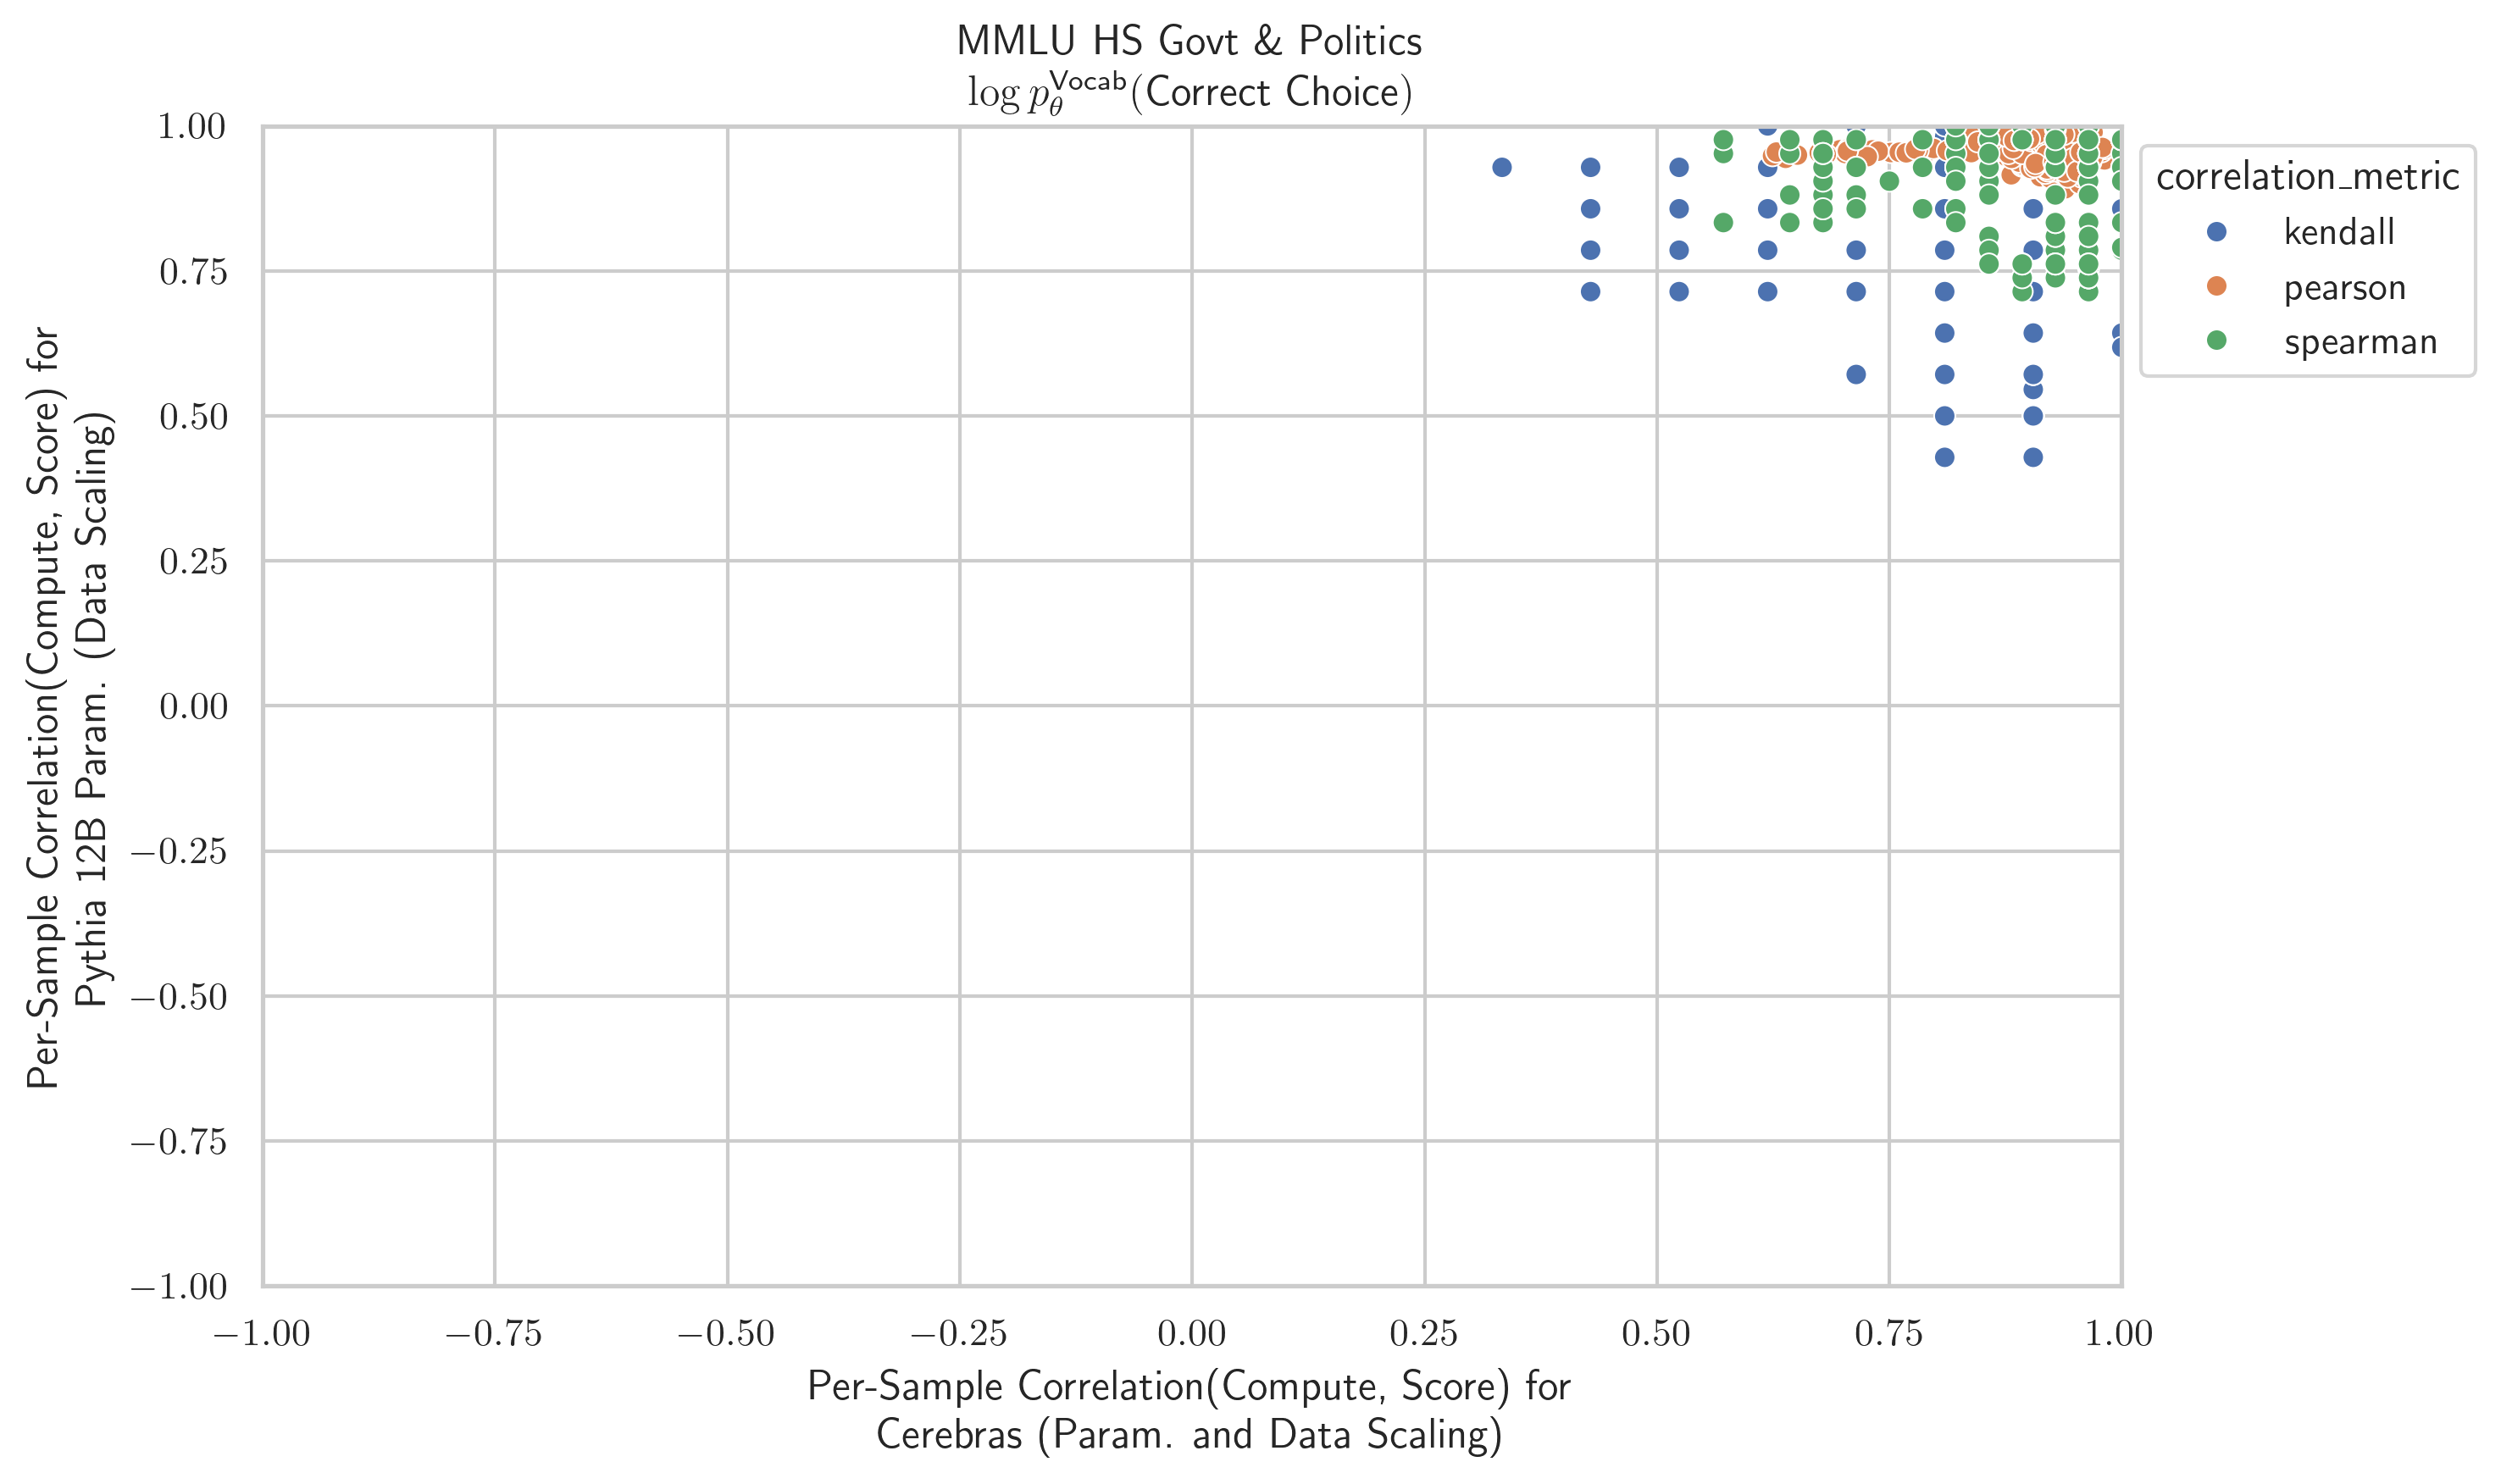 MMLU HS Govt & Politics
log p_θ^Vocab(Correct Choice)
Per-Sample Correlation(Compute, Score) for
Pythia 12B Param. (Data Scaling)
1.00
0.75
0.50
0.25
0.00
−0.25
−0.50
−0.75
−1.00
−1.00 −0.75 −0.50 −0.25 0.00 0.25 0.50 0.75 1.00
Per-Sample Correlation(Compute, Score) for
Cerebras (Param. and Data Scaling)
correlation_metric
kendall
pearson
spearman